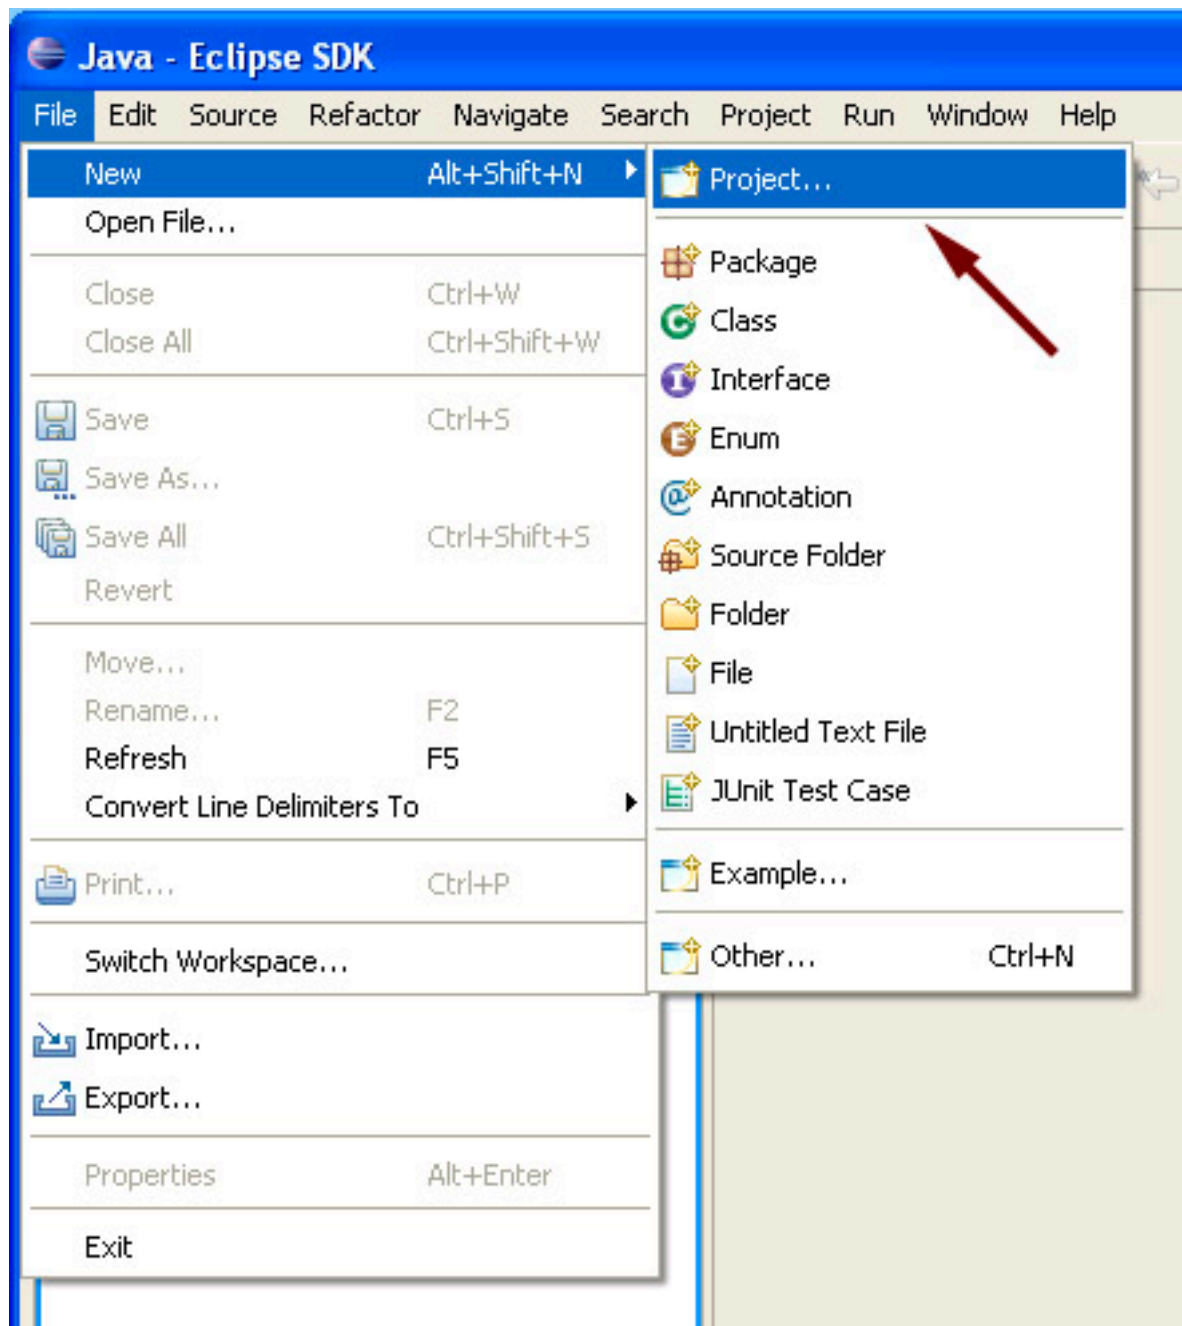 Java - Eclipse SDK
File Edit Source Refactor Navigate Search Project Run Window Help
New Alt+Shift+N
Open File...
Close Ctrl+W
Close All Ctrl+Shift+W
Save Ctrl+S
Save As...
Save All Ctrl+Shift+S
Revert
Move...
Rename... F2
Refresh F5
Convert Line Delimiters To
Print... Ctrl+P
Switch Workspace...
Import...
Export...
Properties Alt+Enter
Exit
Project...
Package
Class
Interface
Enum
Annotation
Source Folder
Folder
File
Untitled Text File
JUnit Test Case
Example...
Other... Ctrl+N